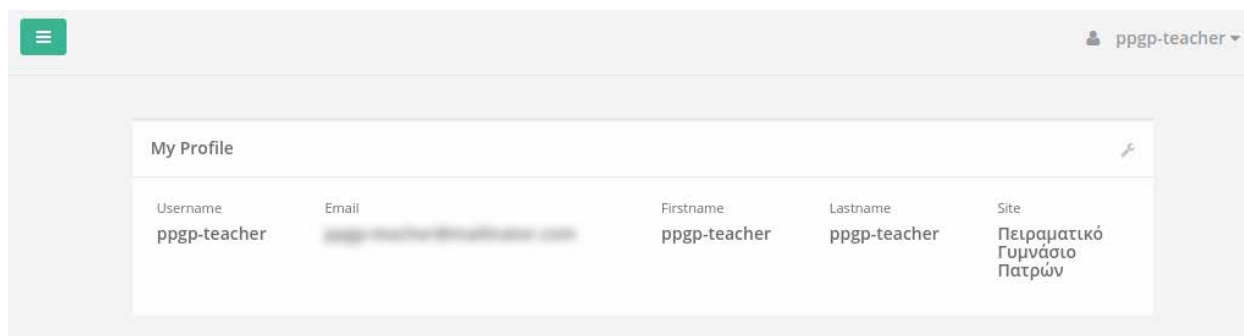 ppgp-teacher
My Profile
Username Email Firstname Lastname Site
ppgp-teacher ppgp-teacher ppgp-teacher Πειραματικό
Γυμνάσιο
Πατρών